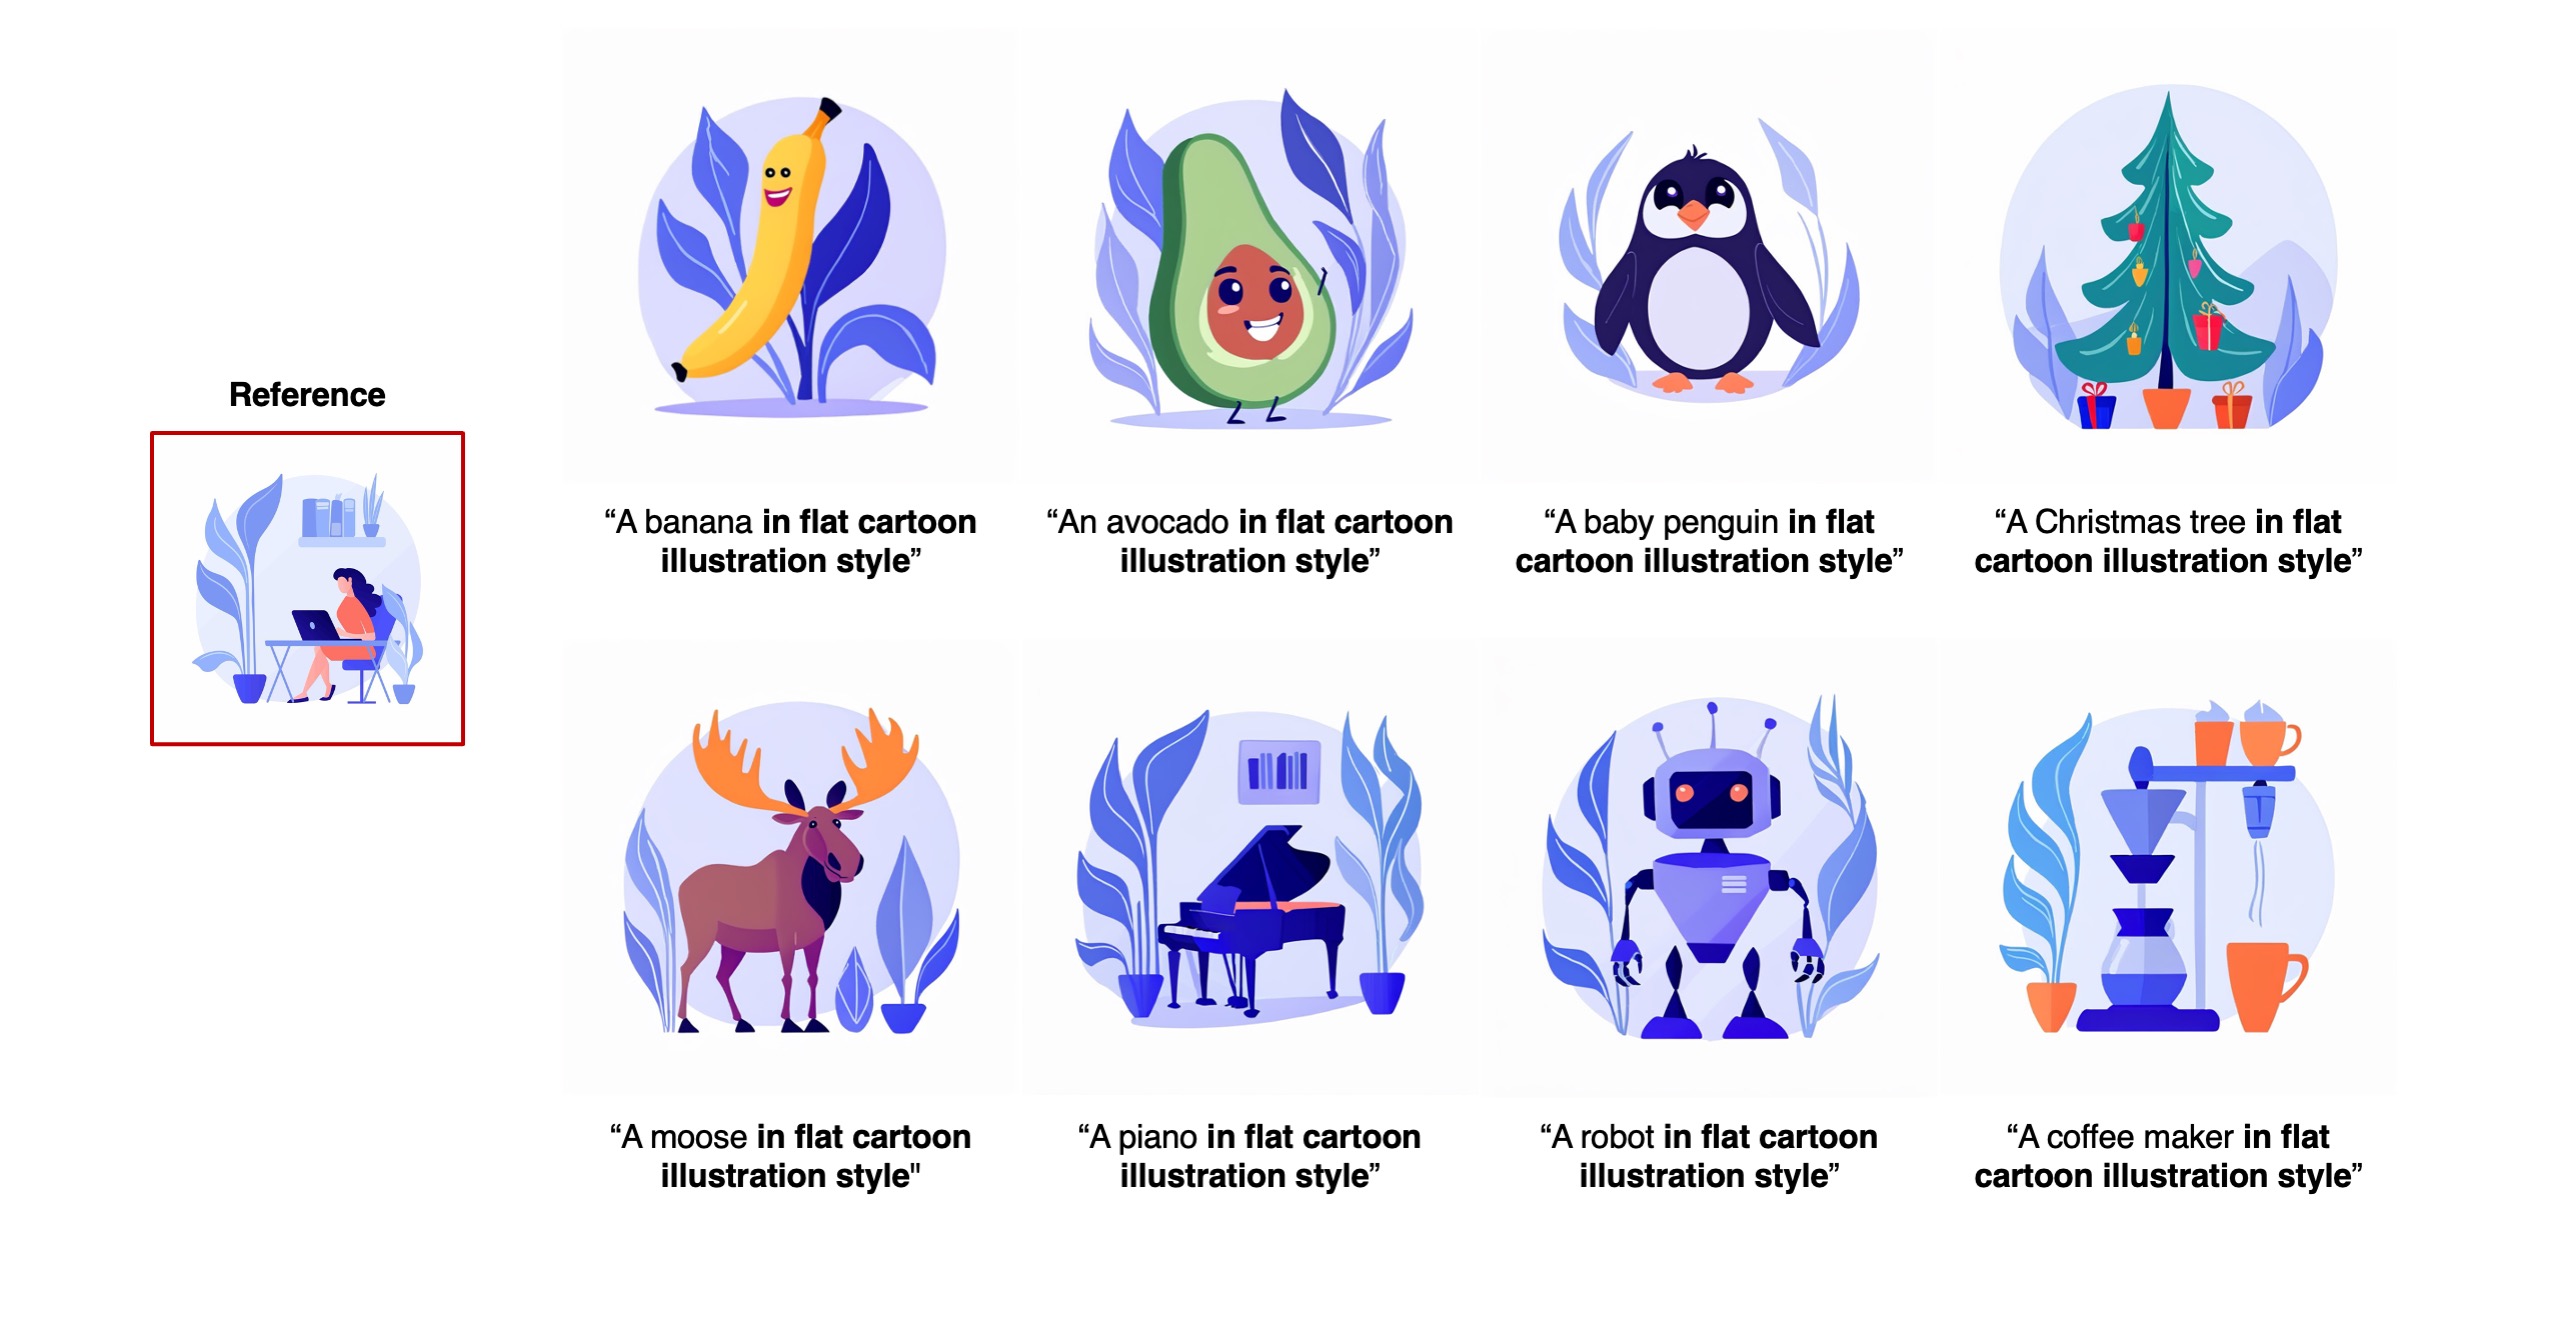 Reference
“A banana in flat cartoon
illustration style”
“An avocado in flat cartoon
illustration style”
“A baby penguin in flat
cartoon illustration style”
“A Christmas tree in flat
cartoon illustration style”
“A moose in flat cartoon
illustration style"
“A piano in flat cartoon
illustration style”
“A robot in flat cartoon
illustration style”
“A coffee maker in flat
cartoon illustration style”